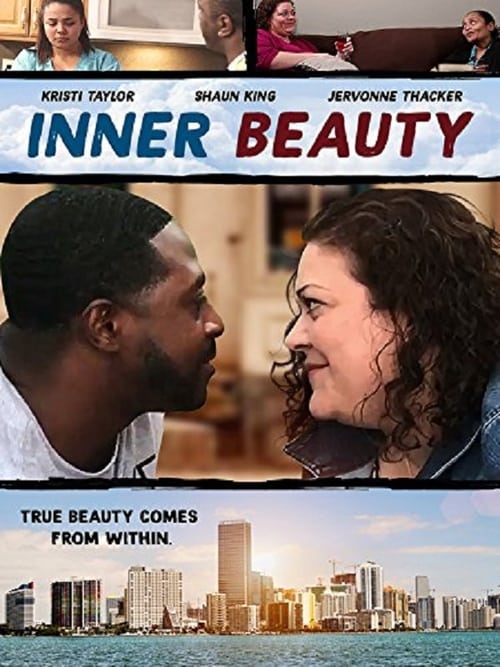 KRISTI TAYLOR SHAUN KING JERVONNE THACKER
INNER BEAUTY
TRUE BEAUTY COMES
FROM WITHIN.